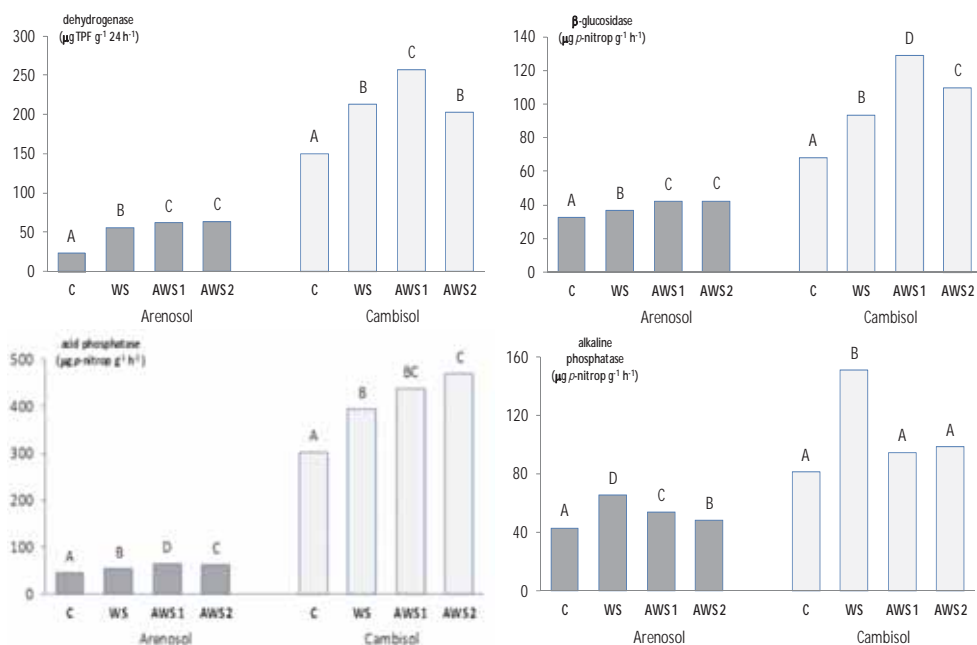 dehydrogenase
(µg TPF g⁻¹ 24 h⁻¹)
300
250
200
150
100
50
0
A
B
C
C
A
B
C
B
C WS AWS1 AWS2 C WS AWS1 AWS2
Arenosol Cambisol
β-glucosidase
(µg p-nitrop g⁻¹ h⁻¹)
140
120
100
80
60
40
20
0
A
B
C
C
A
B
D
C
C WS AWS1 AWS2 C WS AWS1 AWS2
Arenosol Cambisol
acid phosphatase
(µg p-nitrop g⁻¹ h⁻¹)
500
400
300
200
100
0
A
B
D
C
A
B
BC
C
C WS AWS1 AWS2 C WS AWS1 AWS2
Arenosol Cambisol
alkaline
phosphatase
(µg p-nitrop g⁻¹ h⁻¹)
160
120
80
40
0
A
D
C
B
A
B
A
A
C WS AWS1 AWS2 C WS AWS1 AWS2
Arenosol Cambisol